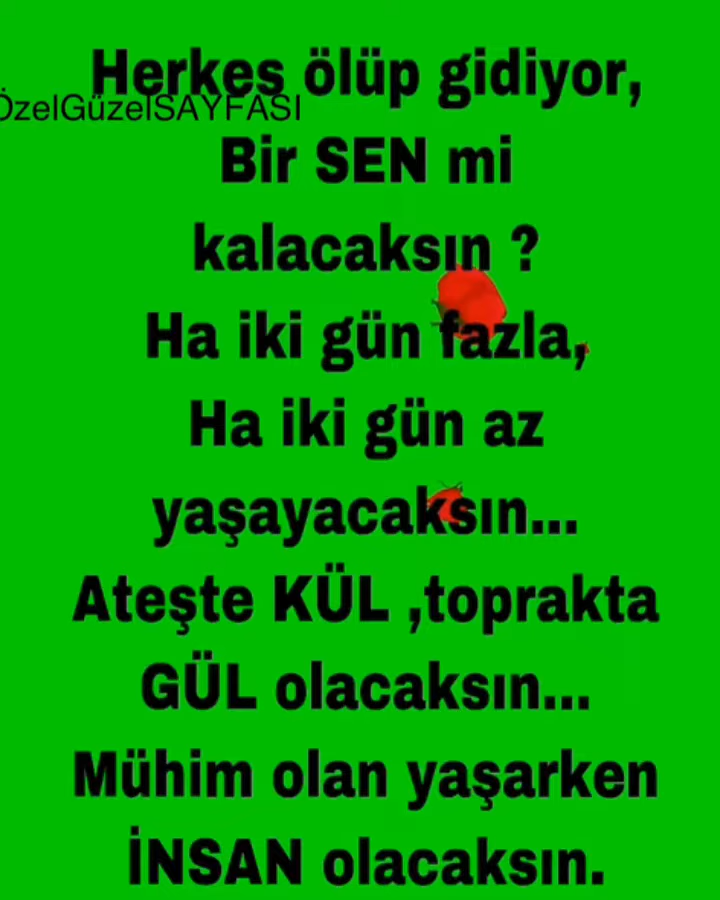 Herkes ölüp gidiyor,
ÖzelGüzelSAYFASI
Bir SEN mi
kalacaksın ?
Ha iki gün fazla,
Ha iki gün az
yaşayacaksın...
Ateşte KÜL ,toprakta
GÜL olacaksın...
Mühim olan yaşarken
İNSAN olacaksın.